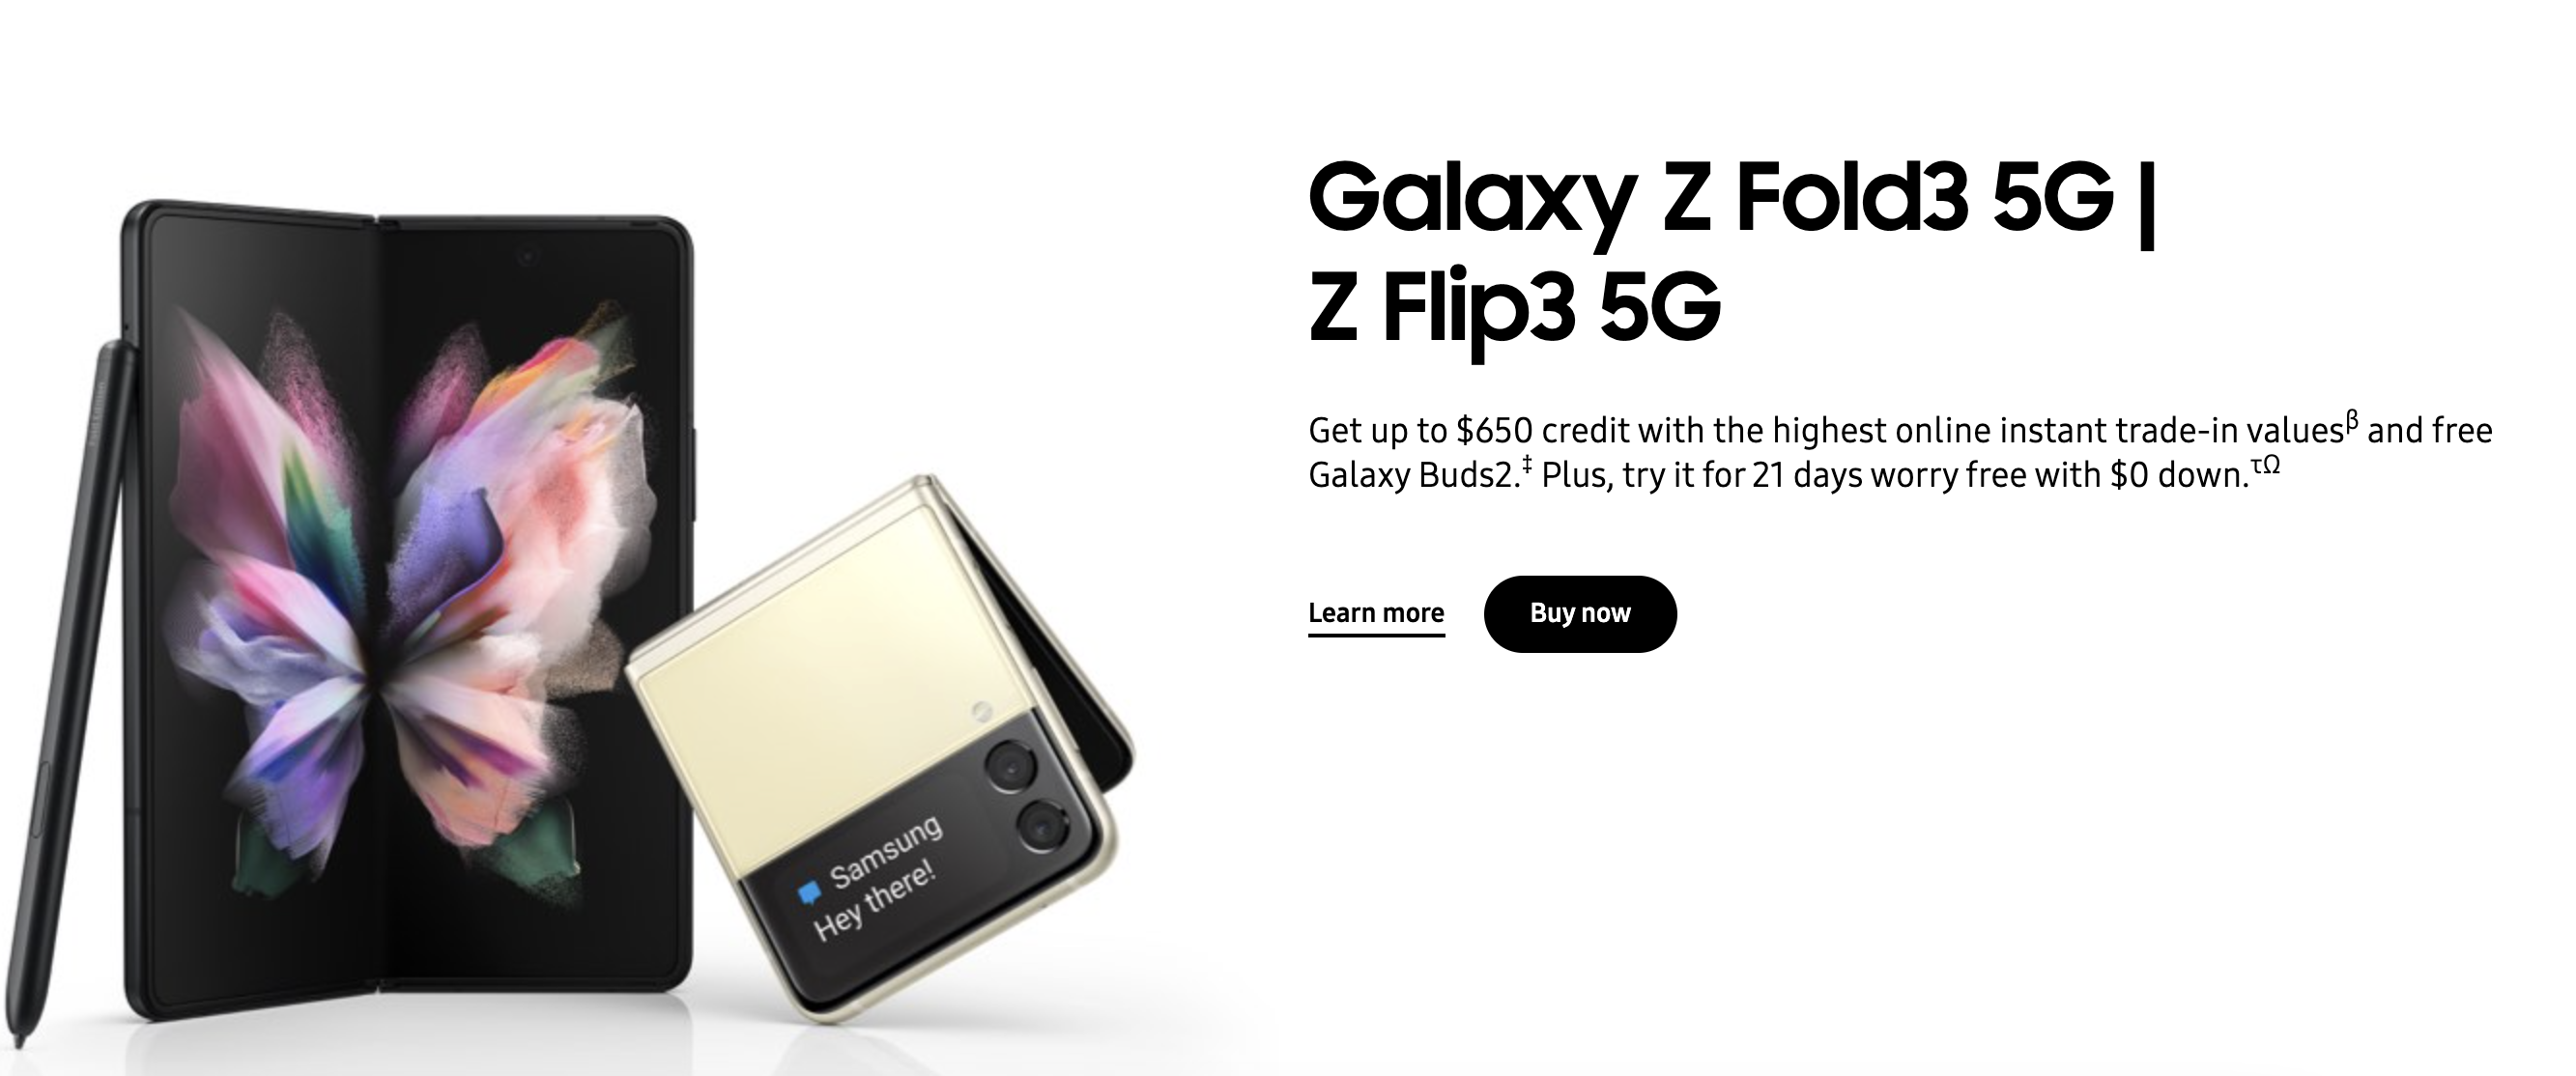 Galaxy Z Fold3 5G |
Z Flip3 5G
Get up to $650 credit with the highest online instant trade-in valuesᵝ and free
Galaxy Buds2.‡ Plus, try it for 21 days worry free with $0 down.τΩ
Learn more
Buy now
Samsung
Hey there!